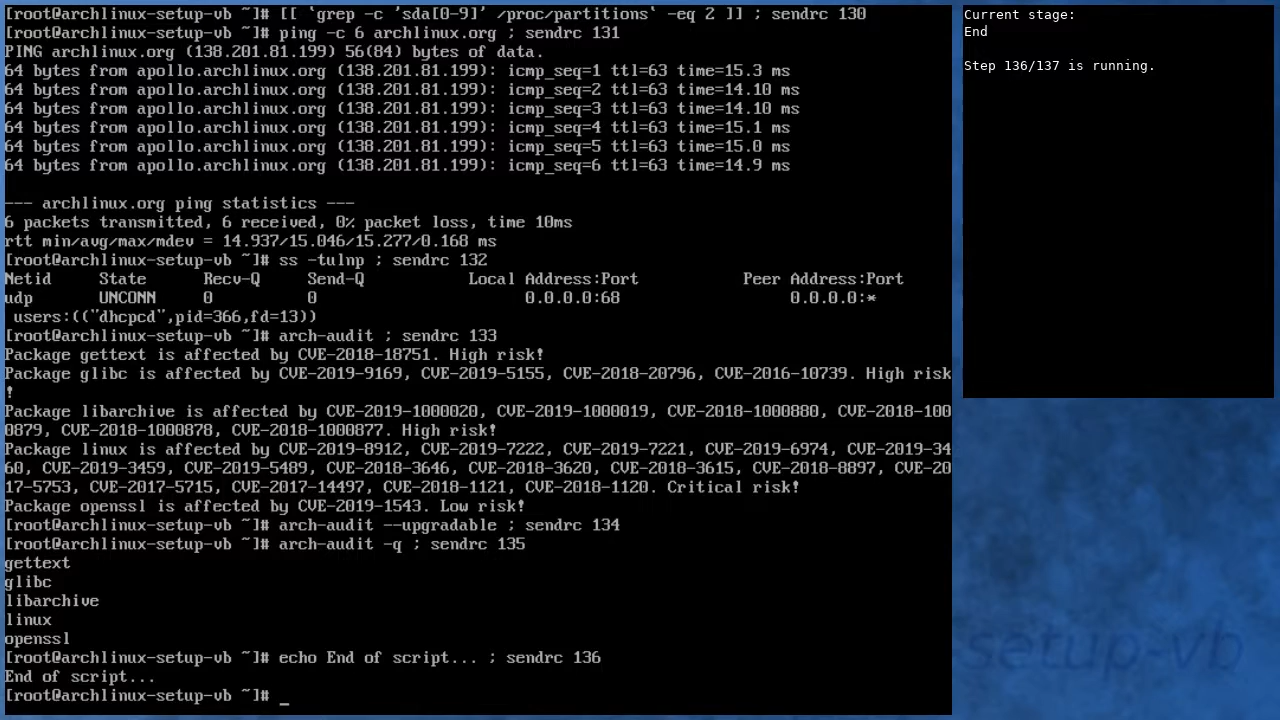 [root@archlinux-setup-vb ~]# [[ `grep -c 'sda[0-9]' /proc/partitions` -eq 2 ]] ; sendrc 130
[root@archlinux-setup-vb ~]# ping -c 6 archlinux.org ; sendrc 131
PING archlinux.org (138.201.81.199) 56(84) bytes of data.
64 bytes from apollo.archlinux.org (138.201.81.199): icmp_seq=1 ttl=63 time=15.3 ms
64 bytes from apollo.archlinux.org (138.201.81.199): icmp_seq=2 ttl=63 time=14.10 ms
64 bytes from apollo.archlinux.org (138.201.81.199): icmp_seq=3 ttl=63 time=14.10 ms
64 bytes from apollo.archlinux.org (138.201.81.199): icmp_seq=4 ttl=63 time=15.1 ms
64 bytes from apollo.archlinux.org (138.201.81.199): icmp_seq=5 ttl=63 time=15.0 ms
64 bytes from apollo.archlinux.org (138.201.81.199): icmp_seq=6 ttl=63 time=14.9 ms
--- archlinux.org ping statistics ---
6 packets transmitted, 6 received, 0% packet loss, time 10ms
rtt min/avg/max/mdev = 14.937/15.046/15.277/0.168 ms
[root@archlinux-setup-vb ~]# ss -tulnp ; sendrc 132
Netid State Recv-Q Send-Q Local Address:Port Peer Address:Port
udp UNCONN 0 0 0.0.0.0:68 0.0.0.0:*
users:(("dhcpcd",pid=366,fd=13))
[root@archlinux-setup-vb ~]# arch-audit ; sendrc 133
Package gettext is affected by CVE-2018-18751. High risk!
Package glibc is affected by CVE-2019-9169, CVE-2019-5155, CVE-2018-20796, CVE-2016-10739. High risk
!
Package libarchive is affected by CVE-2019-1000020, CVE-2019-1000019, CVE-2018-1000880, CVE-2018-100
0879, CVE-2018-1000878, CVE-2018-1000877. High risk!
Package linux is affected by CVE-2019-8912, CVE-2019-7222, CVE-2019-7221, CVE-2019-6974, CVE-2019-34
60, CVE-2019-3459, CVE-2019-5489, CVE-2018-3646, CVE-2018-3620, CVE-2018-3615, CVE-2018-8897, CVE-20
17-5753, CVE-2017-5715, CVE-2017-14497, CVE-2018-1121, CVE-2018-1120. Critical risk!
Package openssl is affected by CVE-2019-1543. Low risk!
[root@archlinux-setup-vb ~]# arch-audit --upgradable ; sendrc 134
[root@archlinux-setup-vb ~]# arch-audit -q ; sendrc 135
gettext
glibc
libarchive
linux
openssl
[root@archlinux-setup-vb ~]# echo End of script... ; sendrc 136
End of script...
[root@archlinux-setup-vb ~]# _
Current stage:
End
Step 136/137 is running.
setup-vb